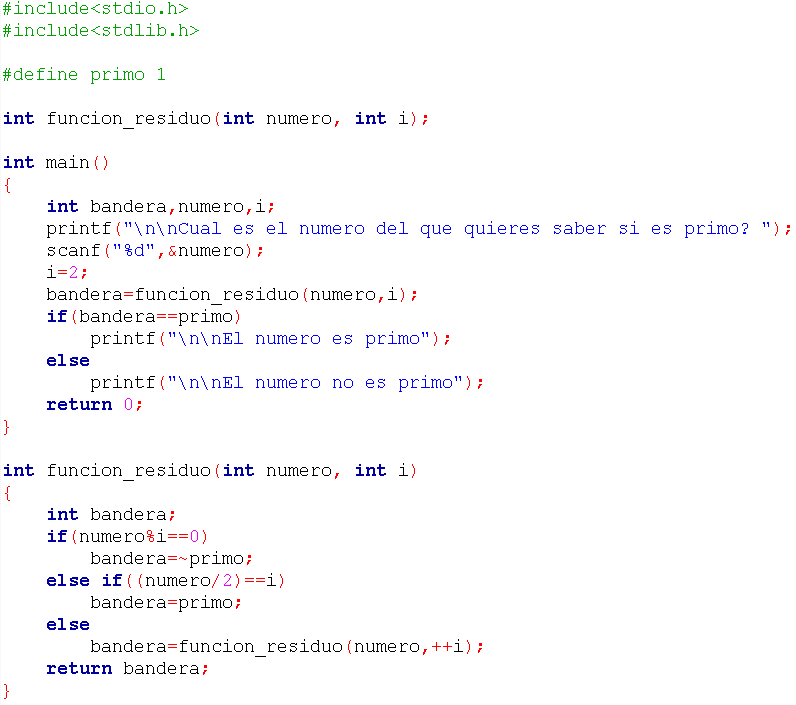 #include<stdio.h>
#include<stdlib.h>

#define primo 1

int funcion_residuo(int numero, int i);

int main()
{
    int bandera,numero,i;
    printf("\n\nCual es el numero del que quieres saber si es primo? ");
    scanf("%d",&numero);
    i=2;
    bandera=funcion_residuo(numero,i);
    if(bandera==primo)
        printf("\n\nEl numero es primo");
    else
        printf("\n\nEl numero no es primo");
    return 0;
}

int funcion_residuo(int numero, int i)
{
    int bandera;
    if(numero%i==0)
        bandera=~primo;
    else if((numero/2)==i)
        bandera=primo;
    else
        bandera=funcion_residuo(numero,++i);
    return bandera;
}